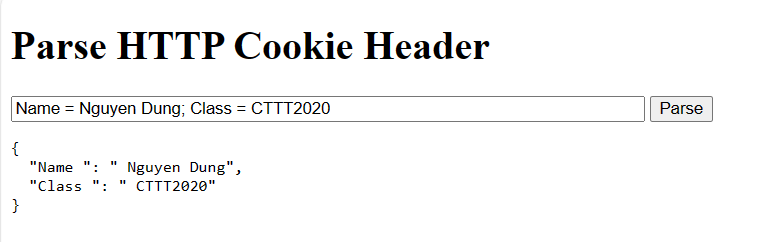 Parse HTTP Cookie Header
Name = Nguyen Dung; Class = CTTT2020 Parse
{
  "Name ": " Nguyen Dung",
  "Class ": " CTTT2020"
}